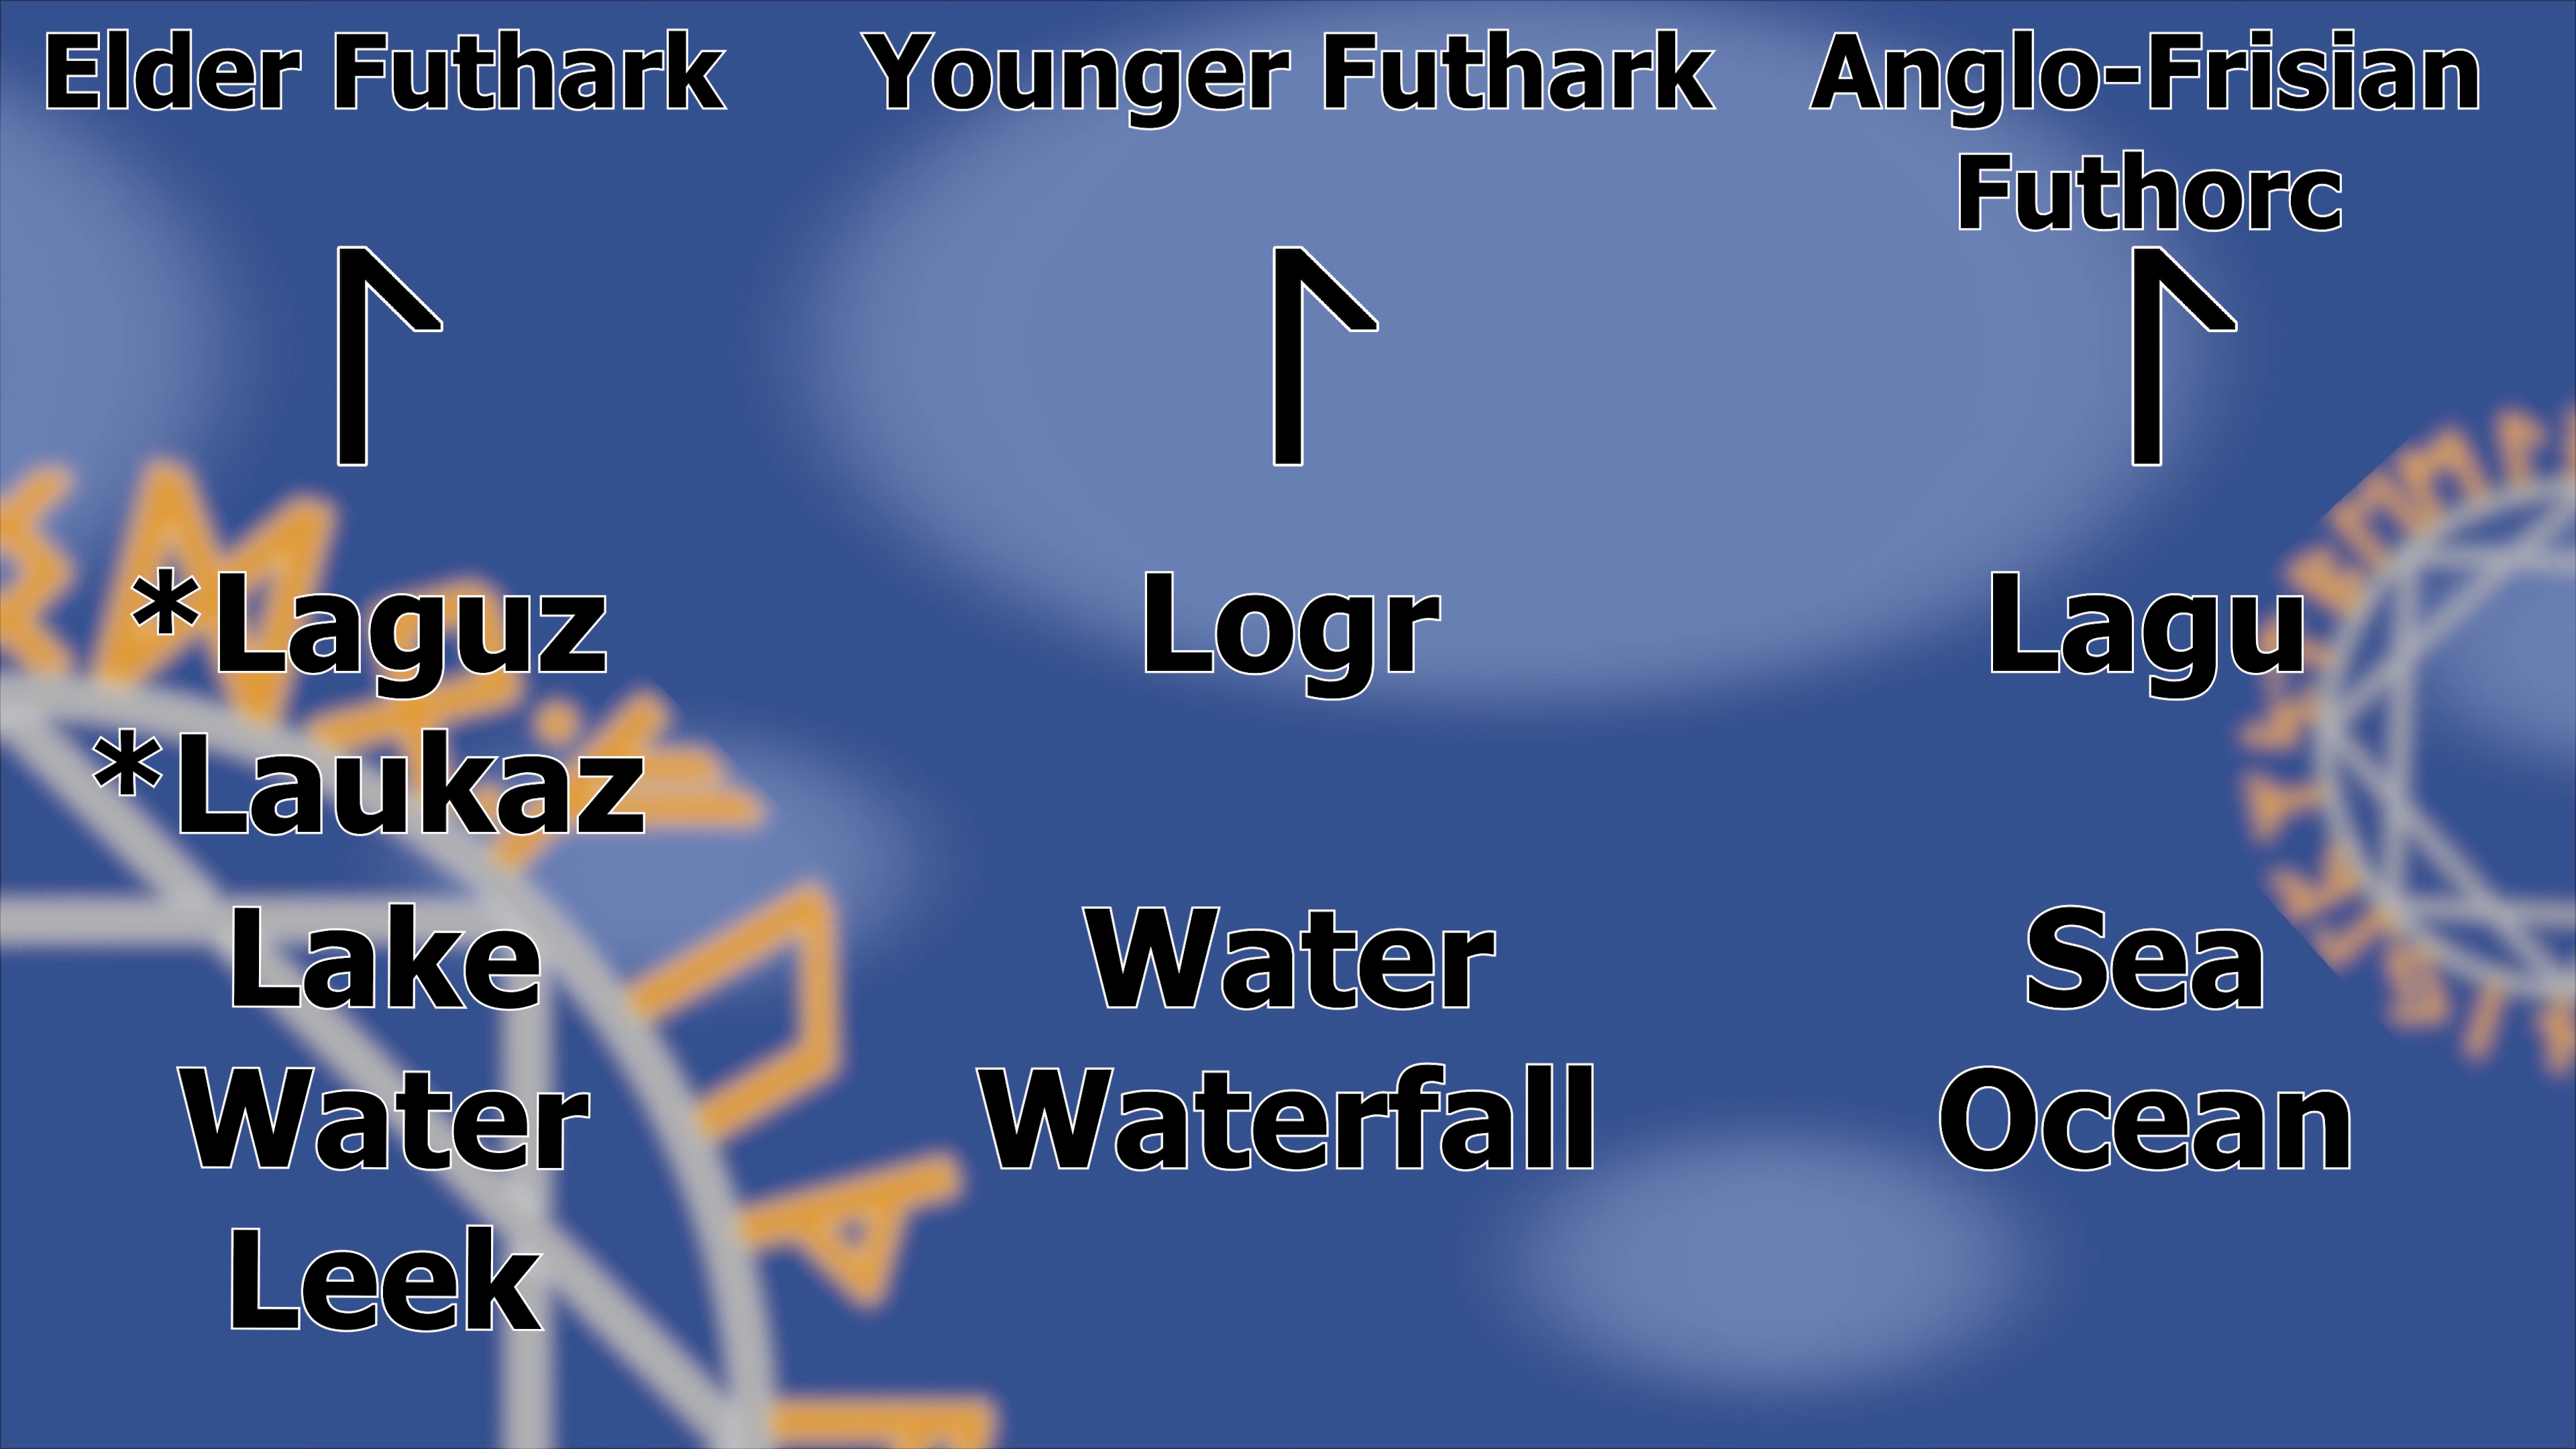 Elder Futhark
ᛚ
*Laguz
*Laukaz
Lake
Water
Leek
Younger Futhark
ᛚ
Logr
Water
Waterfall
Anglo-Frisian
Futhorc
ᛚ
Lagu
Sea
Ocean